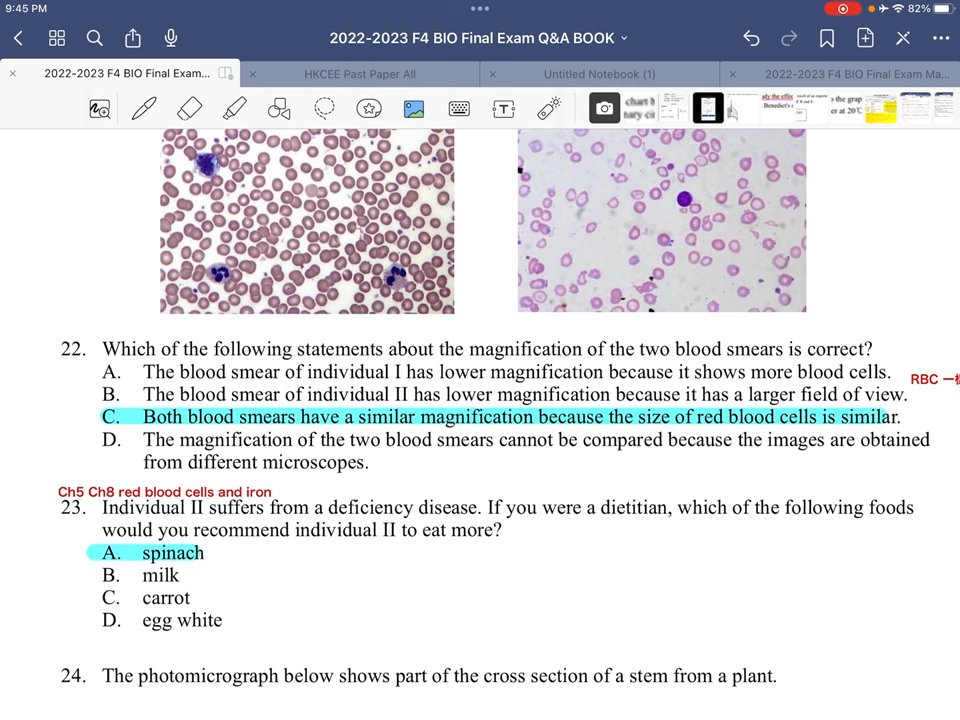 9:45 PM
82%
2022-2023 F4 BIO Final Exam Q&A BOOK
2022-2023 F4 BIO Final Exam...
HKCEE Past Paper All
Untitled Notebook (1)
2022-2023 F4 BIO Final Exam Ma...
22. Which of the following statements about the magnification of the two blood smears is correct?
A. The blood smear of individual I has lower magnification because it shows more blood cells.
RBC 一
B. The blood smear of individual II has lower magnification because it has a larger field of view.
C. Both blood smears have a similar magnification because the size of red blood cells is similar.
D. The magnification of the two blood smears cannot be compared because the images are obtained
from different microscopes.
Ch5 Ch8 red blood cells and iron
23. Individual II suffers from a deficiency disease. If you were a dietitian, which of the following foods
would you recommend individual II to eat more?
A. spinach
B. milk
C. carrot
D. egg white
24. The photomicrograph below shows part of the cross section of a stem from a plant.